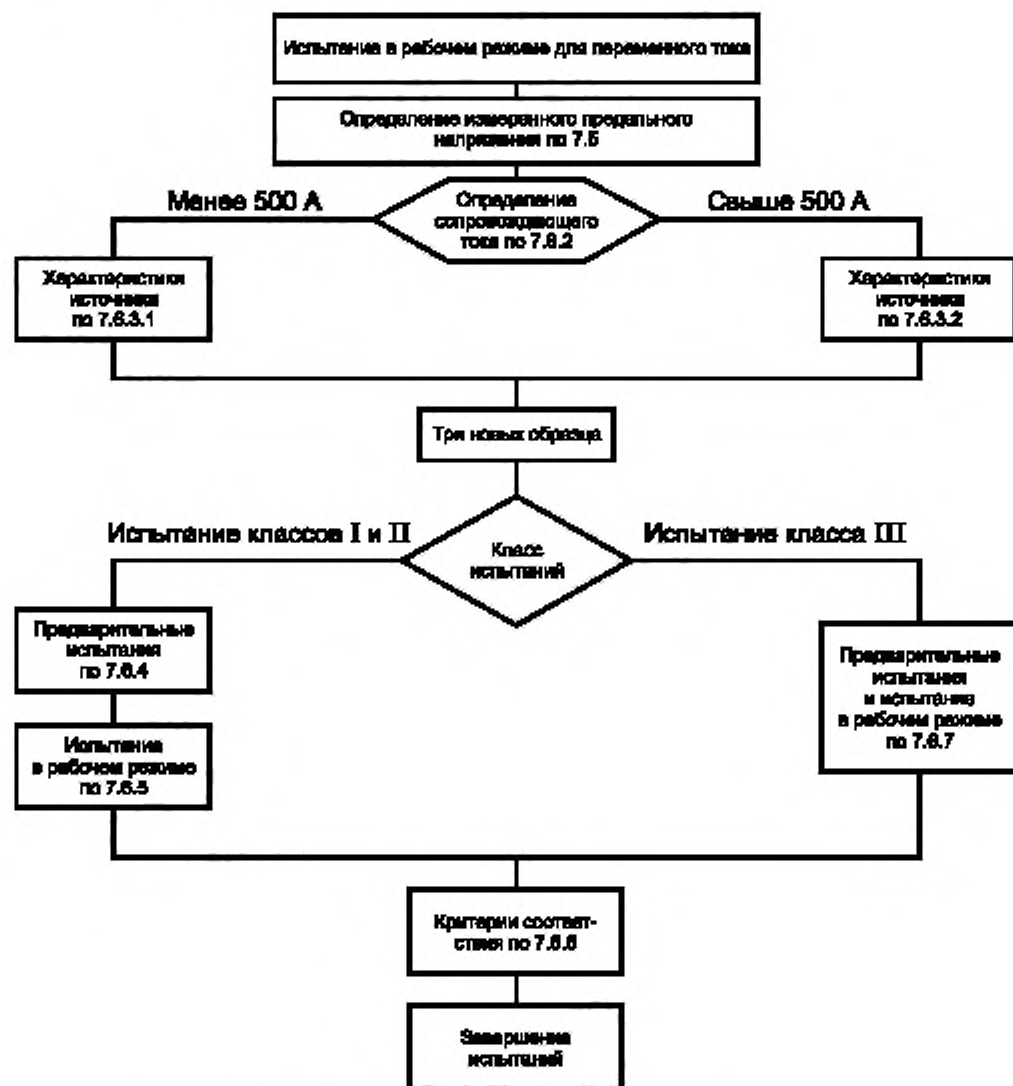 Испытание в рабочем режиме для переменного тока
Определение измеренного предельного
напряжения по 7.5
Менее 500 А
Определение
сопровождающего
тока по 7.6.2
Свыше 500 А
Характеристики
источника
по 7.6.3.1
Характеристики
источника
по 7.6.3.2
Три новых образца
Испытание классов I и II
Класс
испытаний
Испытание класса III
Предварительные
испытания
по 7.6.4
Предварительные
испытания
и испытание
в рабочем режиме
по 7.6.7
Испытание
в рабочем режиме
по 7.6.5
Критерии соответ-
ствия по 7.6.6
Завершение
испытаний